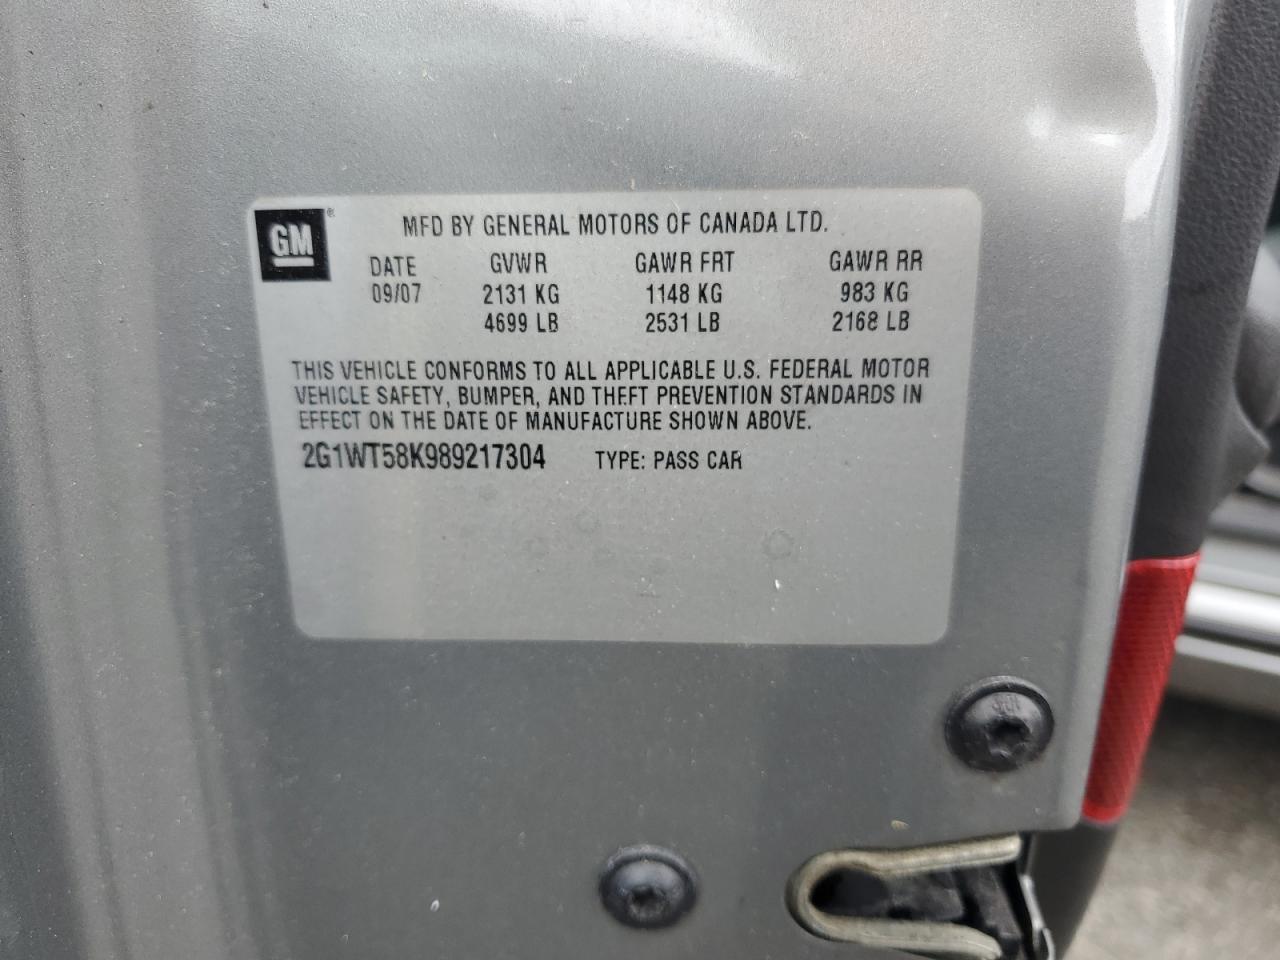 GM®
MFD BY GENERAL MOTORS OF CANADA LTD.
DATE GVWR GAWR FRT GAWR RR
09/07 2131 KG 1148 KG 983 KG
4699 LB 2531 LB 2168 LB
THIS VEHICLE CONFORMS TO ALL APPLICABLE U.S. FEDERAL MOTOR
VEHICLE SAFETY, BUMPER, AND THEFT PREVENTION STANDARDS IN
EFFECT ON THE DATE OF MANUFACTURE SHOWN ABOVE.
2G1WT58K989217304 TYPE: PASS CAR